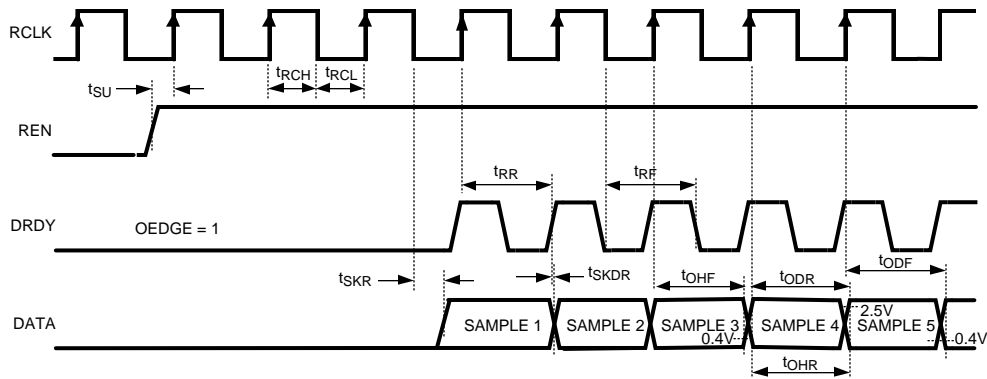 RCLK
tRCH tRCL
tSU
REN
tRR
tRF
DRDY
OEDGE = 1
tSKR
tSKDR
tOHF
tODR
tODF
DATA
SAMPLE 1
SAMPLE 2
SAMPLE 3
SAMPLE 4
SAMPLE 5
2.5V
0.4V
0.4V
tOHR